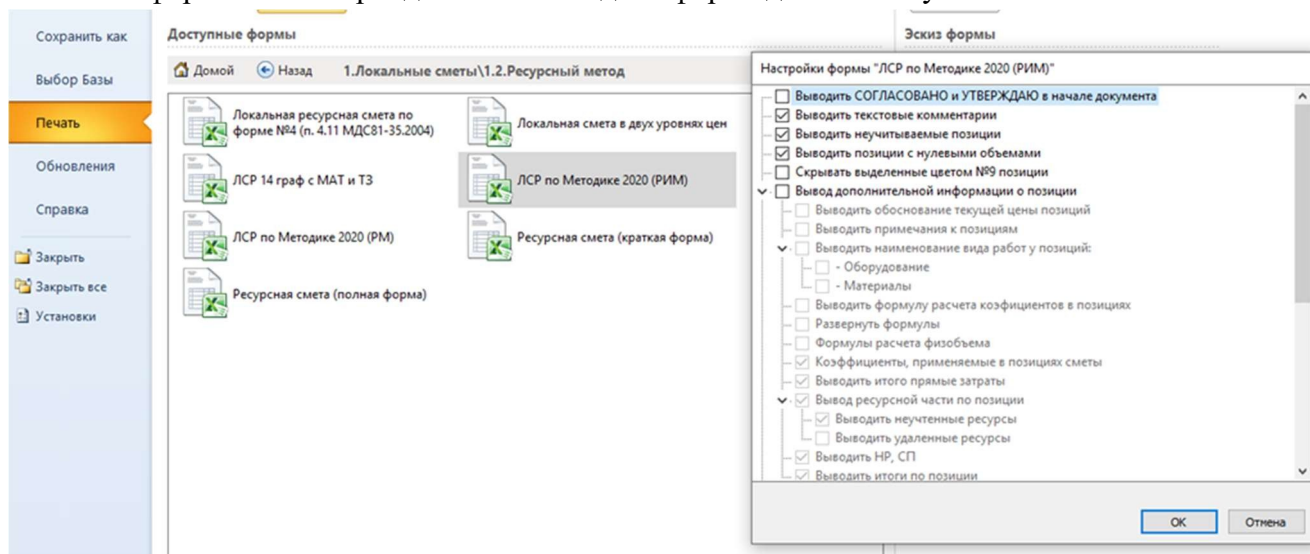 Сохранить как
Выбор Базы
Печать
Обновления
Справка
Закрыть
Закрыть все
Установки
Доступные формы
Домой Назад 1.Локальные сметы\1.2.Ресурсный метод
Локальная ресурсная смета по
форме №4 (п. 4.11 МДС81-35.2004)
Локальная смета в двух уровнях цен
ЛСР 14 граф с МАТ и ТЗ
ЛСР по Методике 2020 (РИМ)
ЛСР по Методике 2020 (РМ)
Ресурсная смета (краткая форма)
Ресурсная смета (полная форма)
Эскиз формы
Настройки формы "ЛСР по Методике 2020 (РИМ)"
Выводить СОГЛАСОВАНО и УТВЕРЖДАЮ в начале документа
Выводить текстовые комментарии
Выводить неучитываемые позиции
Выводить позиции с нулевыми объемами
Скрывать выделенные цветом №9 позиции
Вывод дополнительной информации о позиции
Выводить обоснование текущей цены позиций
Выводить примечания к позициям
Выводить наименование вида работ у позиций:
- Оборудование
- Материалы
Выводить формулу расчета коэфициентов в позициях
Развернуть формулы
Формулы расчета физобъема
Коэффициенты, применяемые в позициях сметы
Выводить итого прямые затраты
Вывод ресурсной части по позиции
Выводить неучтенные ресурсы
Выводить удаленные ресурсы
Выводить НР, СП
Выводить итоги по позиции
ОК Отмена